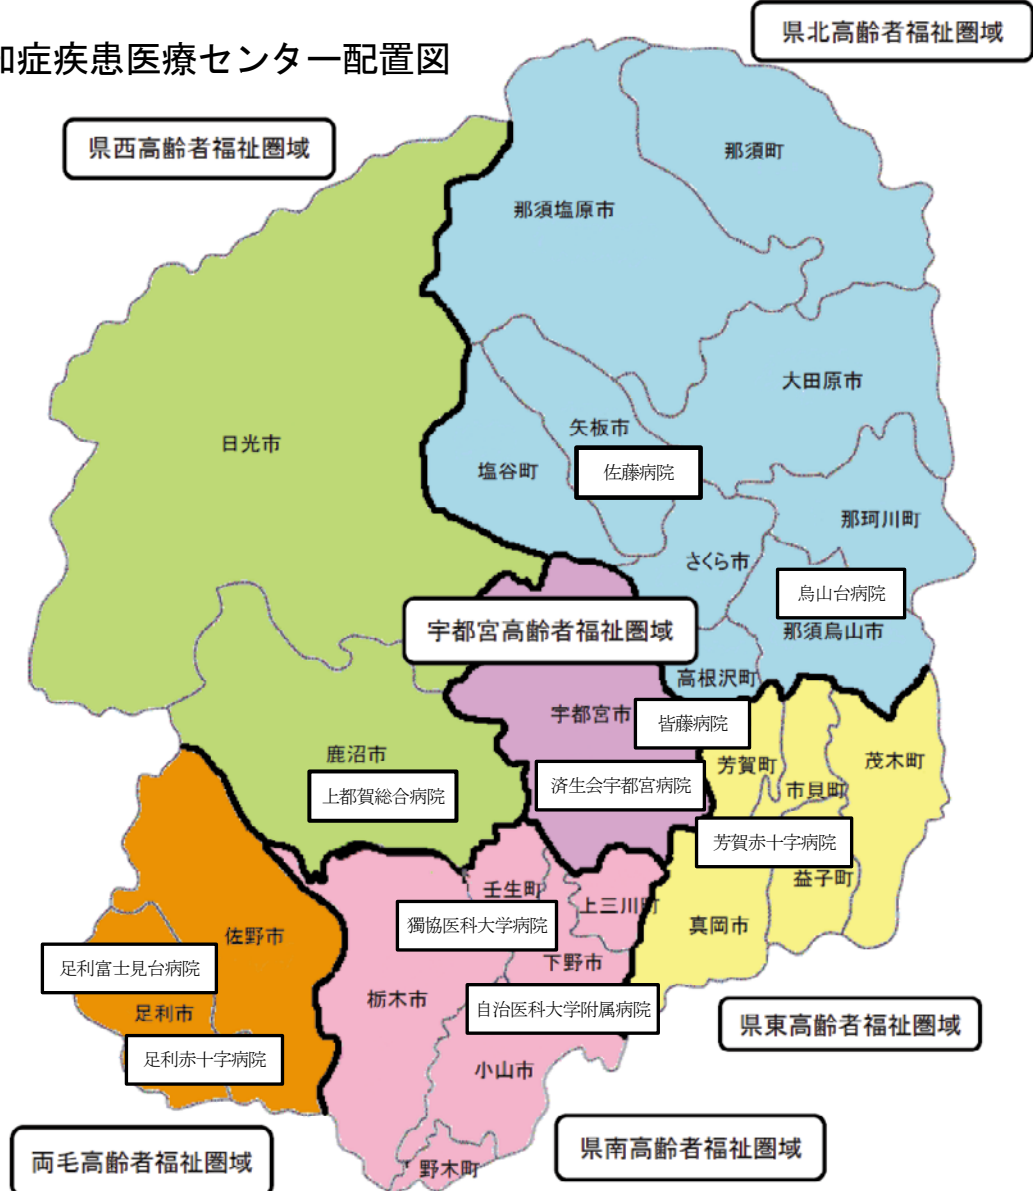 県北高齢者福祉圏域
知症疾患医療センター配置図
県西高齢者福祉圏域
那須町
那須塩原市
大田原市
日光市
矢板市
塩谷町
佐藤病院
那珂川町
さくら市
烏山台病院
宇都宮高齢者福祉圏域
那須烏山市
高根沢町
宇都宮市
皆藤病院
鹿沼市
芳賀町
茂木町
市貝町
上都賀総合病院
済生会宇都宮病院
芳賀赤十字病院
壬生町
益子町
上三川町
獨協医科大学病院
真岡市
佐野市
足利富士見台病院
下野市
栃木市
自治医科大学附属病院
足利市
県東高齢者福祉圏域
足利赤十字病院
小山市
県南高齢者福祉圏域
両毛高齢者福祉圏域
野木町